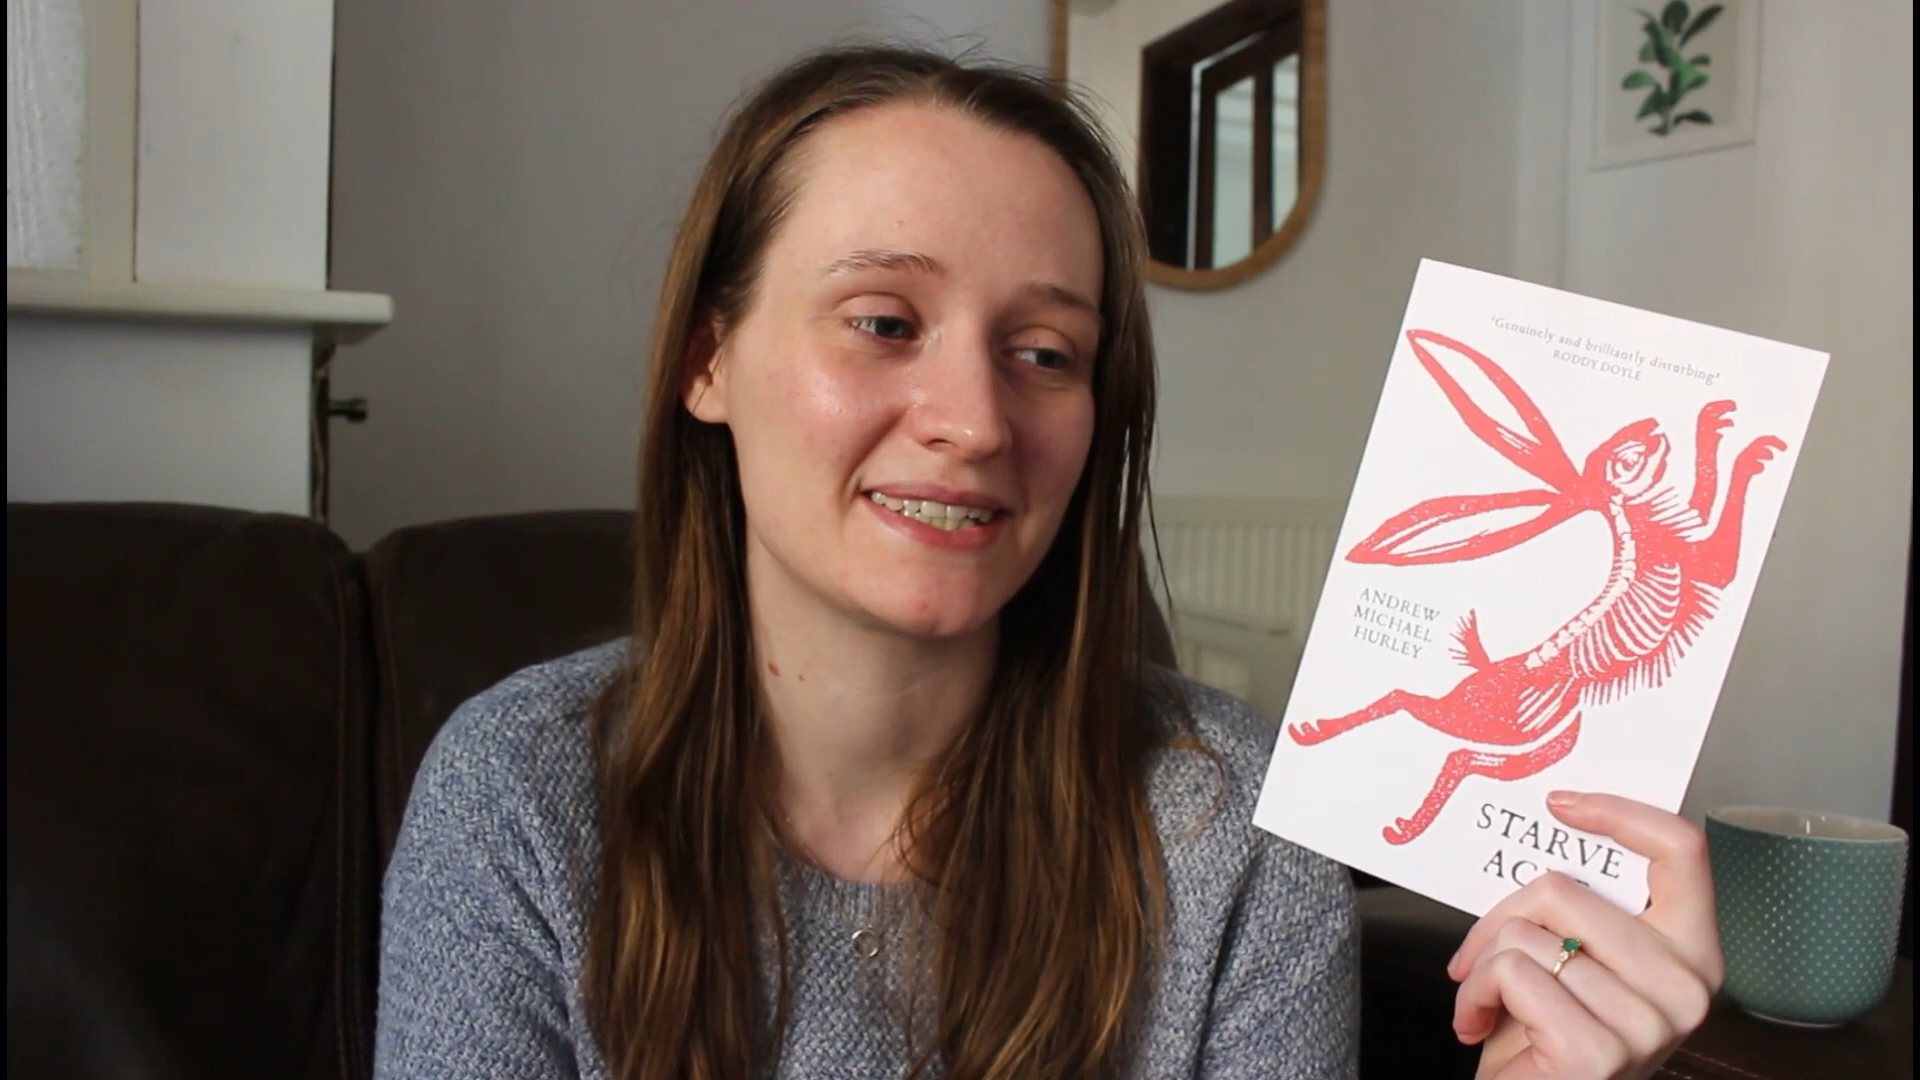 'Genuinely and brilliantly disturbing'
RODDY DOYLE
ANDREW
MICHAEL
HURLEY
STARVE